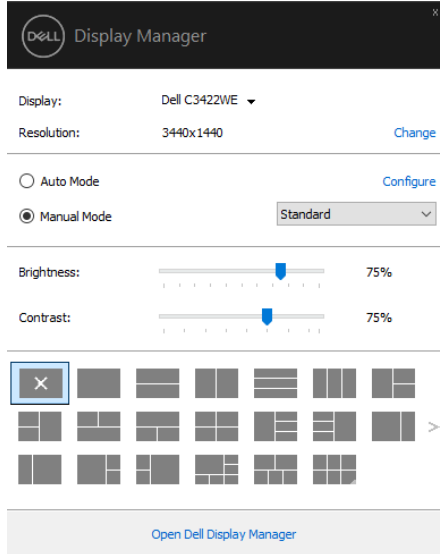 DELL Display Manager
Display: Dell C3422WE
Resolution: 3440x1440 Change
Auto Mode Configure
Manual Mode Standard
Brightness: 75%
Contrast: 75%
Open Dell Display Manager